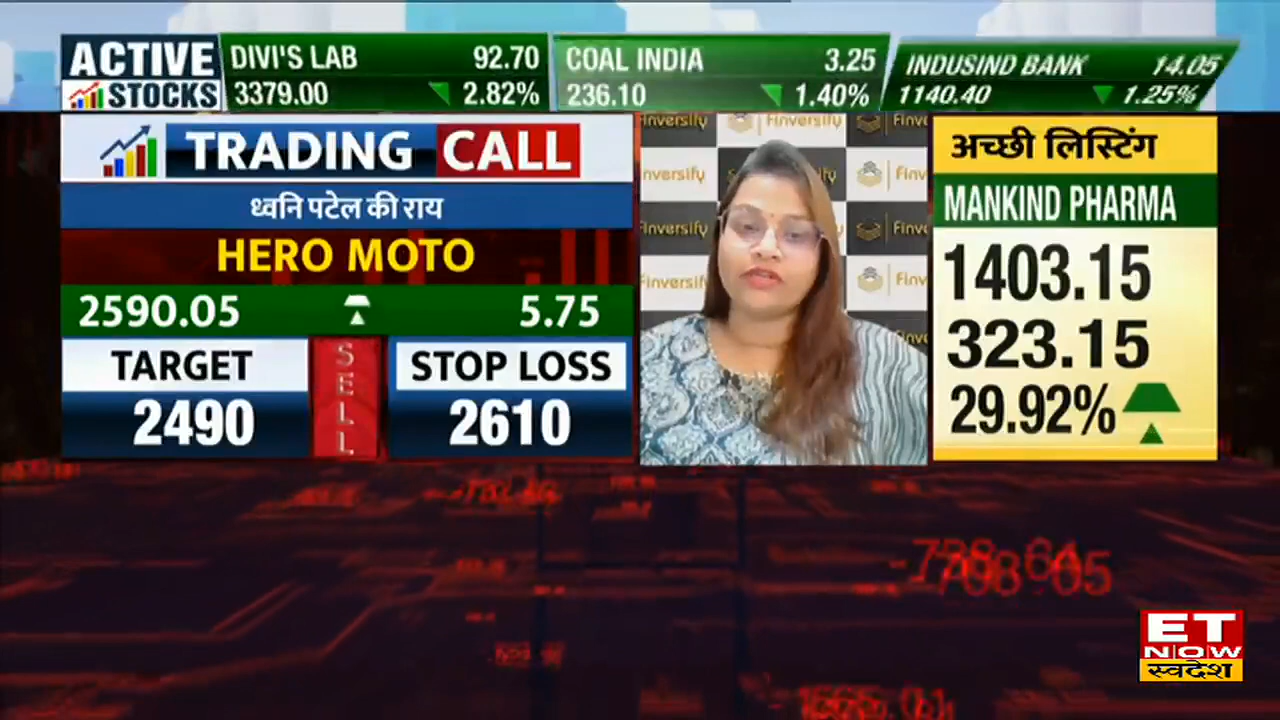 ACTIVE
STOCKS
DIVI'S LAB 92.70
3379.00 2.82%
COAL INDIA 3.25
236.10 1.40%
INDUSIND BANK 14.05
1140.40 1.25%
TRADING CALL
ध्वनि पटेल की राय
HERO MOTO
2590.05 5.75
TARGET
2490
SELL
STOP LOSS
2610
Finversify
Finversify
अच्छी लिस्टिंग
MANKIND PHARMA
1403.15
323.15
29.92%
ET
NOW
स्वदेश